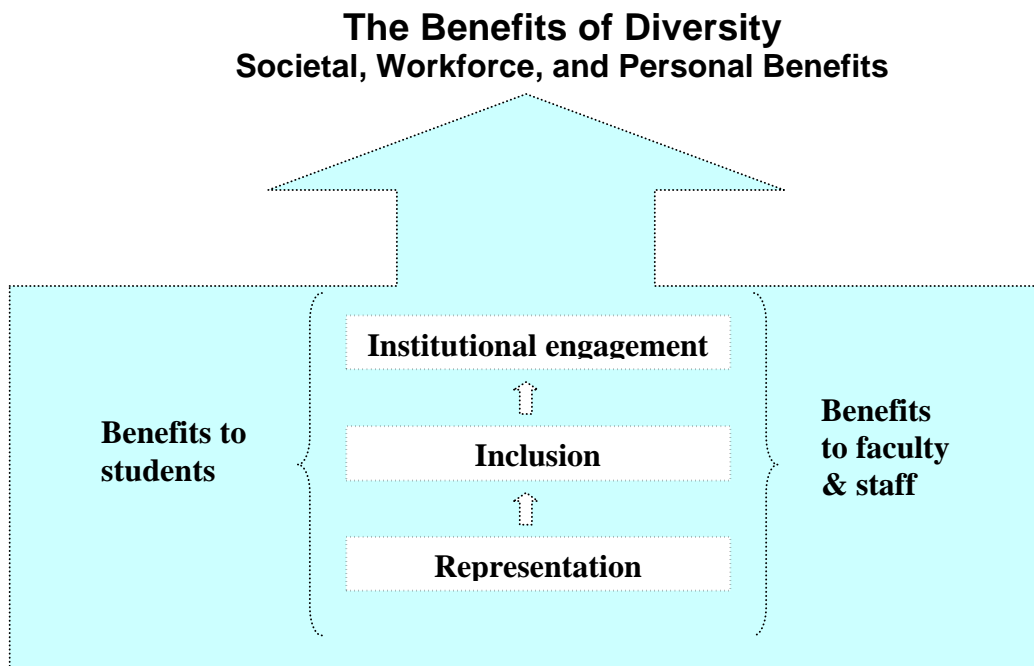 The Benefits of Diversity
Societal, Workforce, and Personal Benefits
Institutional engagement
Benefits to
students
Inclusion
Benefits
to faculty
& staff
Representation